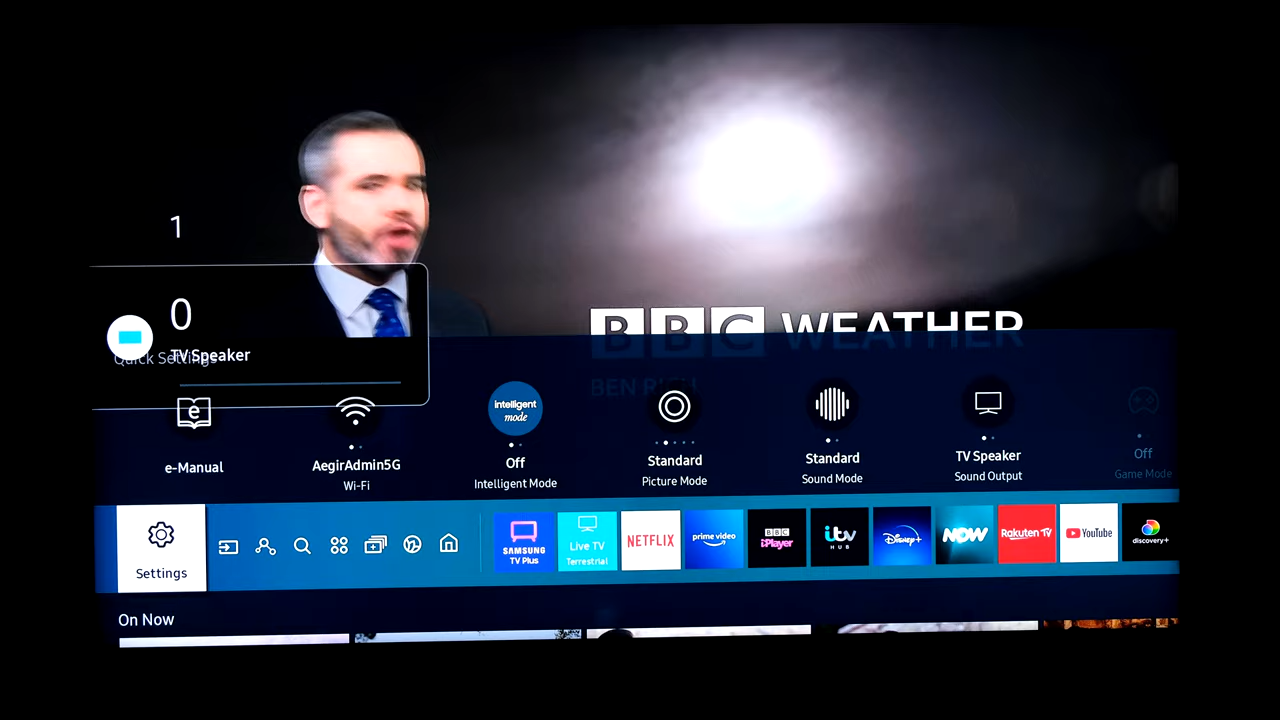 1
0
TV Speaker
Quick Settings
BBC WEATHER
BEN RICH
e
intelligent
mode
e-Manual
AegirAdmin5G
Wi-Fi
Off
Intelligent Mode
Standard
Picture Mode
Standard
Sound Mode
TV Speaker
Sound Output
Off
Game Mode
Settings
SAMSUNG
TV Plus
Live TV
Terrestrial
NETFLIX
prime video
BBC
iPlayer
itv
HUB
Disney+
NOW
Rakuten TV
YouTube
discovery+
On Now